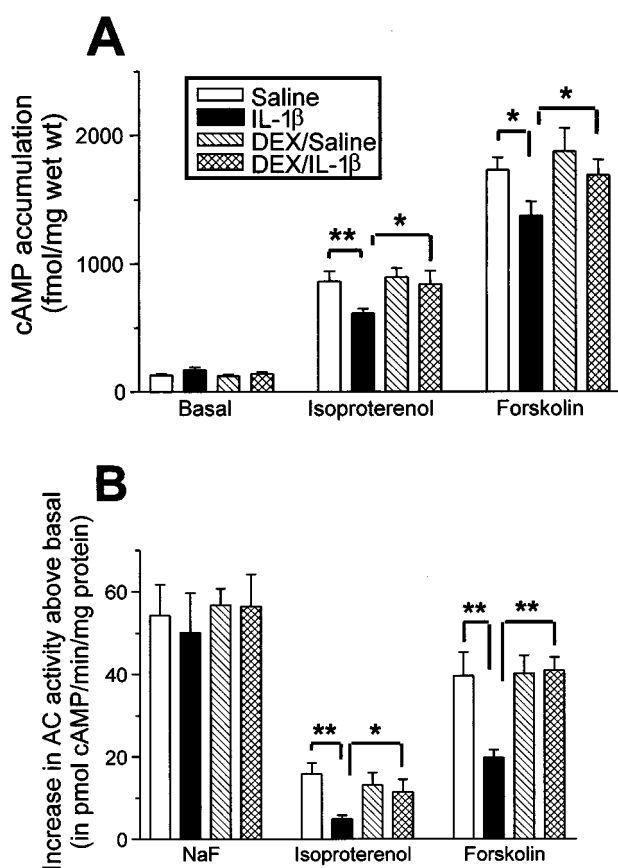 A
cAMP accumulation
(fmol/mg wet wt)
2000
1000
0
Saline
IL-1β
DEX/Saline
DEX/IL-1β
** *
* *
Basal Isoproterenol Forskolin
B
Increase in AC activity above basal
(in pmol cAMP/min/mg protein)
60
40
20
0
** *
** **
NaF Isoproterenol Forskolin